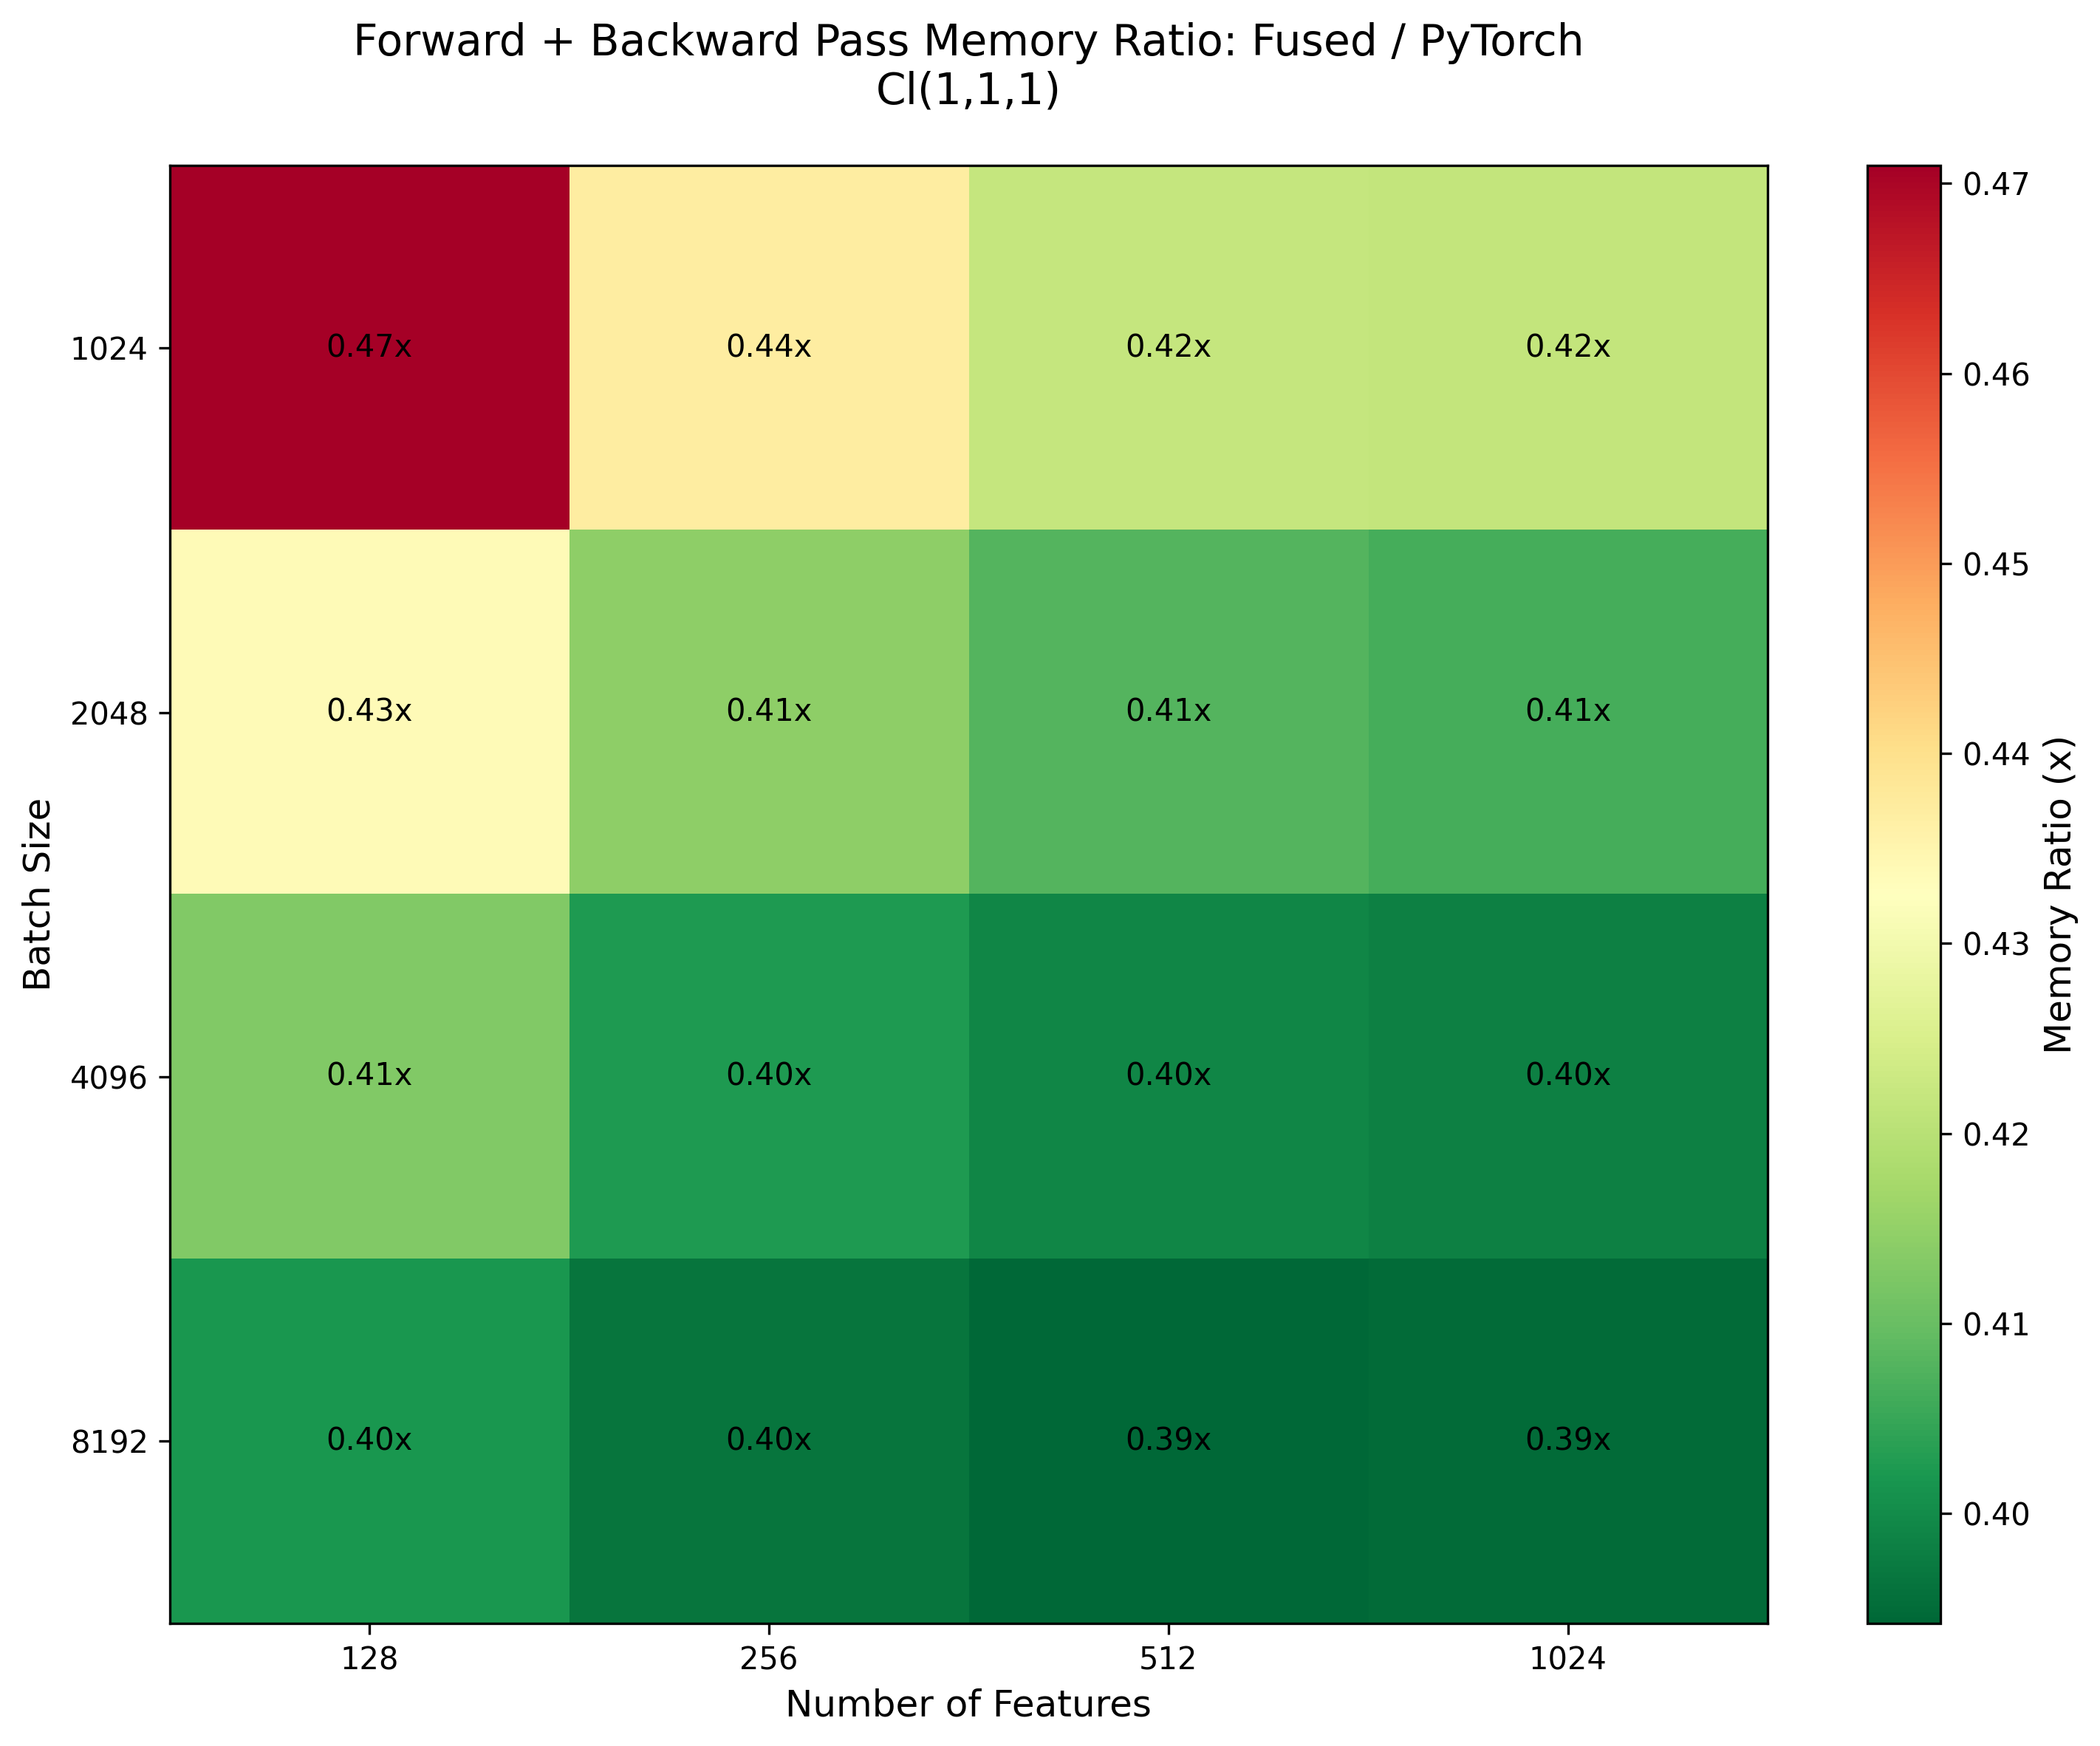 Forward + Backward Pass Memory Ratio: Fused / PyTorch
Cl(1,1,1)
Batch Size
1024
0.47x
0.44x
0.42x
0.42x
2048
0.43x
0.41x
0.41x
0.41x
4096
0.41x
0.40x
0.40x
0.40x
8192
0.40x
0.40x
0.39x
0.39x
128
256
512
1024
Number of Features
0.47
0.46
0.45
0.44
0.43
0.42
0.41
0.40
Memory Ratio (x)